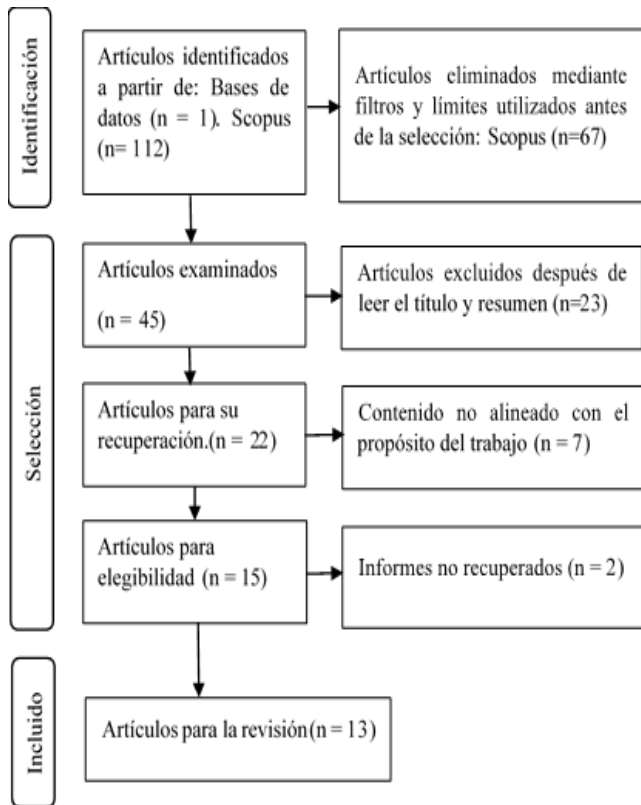 Identificación
Artículos identificados
a partir de: Bases de
datos (n = 1). Scopus
(n= 112)
Artículos eliminados mediante
filtros y límites utilizados antes
de la selección: Scopus (n=67)
Selección
Artículos examinados
(n = 45)
Artículos excluidos después de
leer el título y resumen (n=23)
Artículos para su
recuperación.(n = 22)
Contenido no alineado con el
propósito del trabajo (n = 7)
Artículos para
elegibilidad (n = 15)
Informes no recuperados (n = 2)
Incluido
Artículos para la revisión(n = 13)